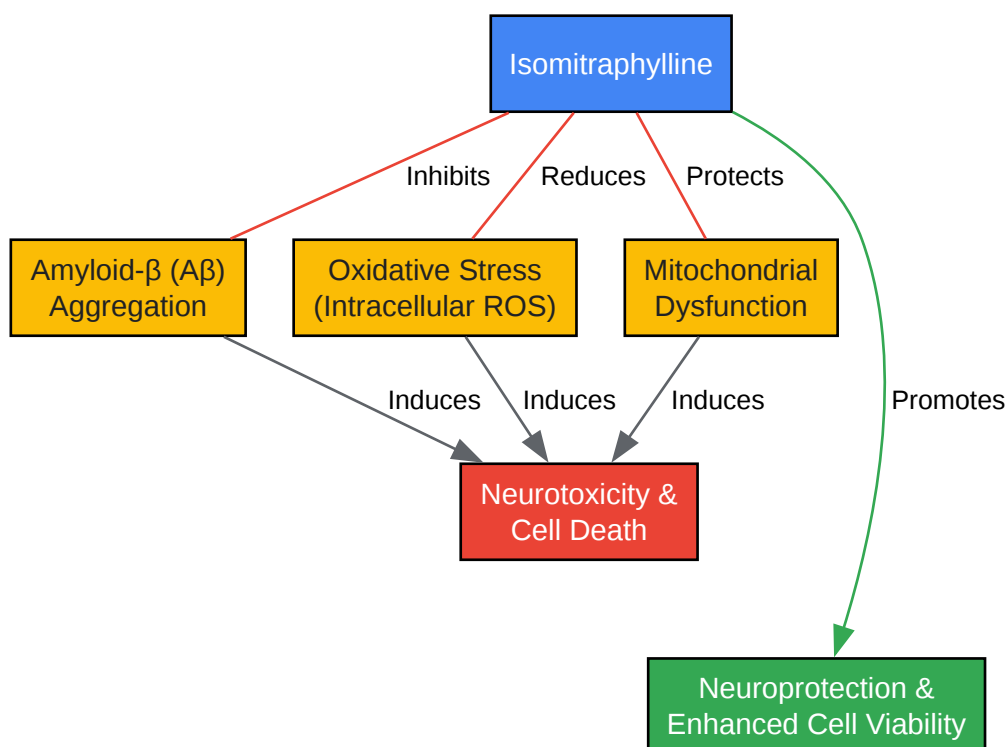 Isomitraphylline
Inhibits
Reduces
Protects
Amyloid-β (Aβ)
Aggregation
Oxidative Stress
(Intracellular ROS)
Mitochondrial
Dysfunction
Induces
Induces
Induces
Promotes
Neurotoxicity &
Cell Death
Neuroprotection &
Enhanced Cell Viability